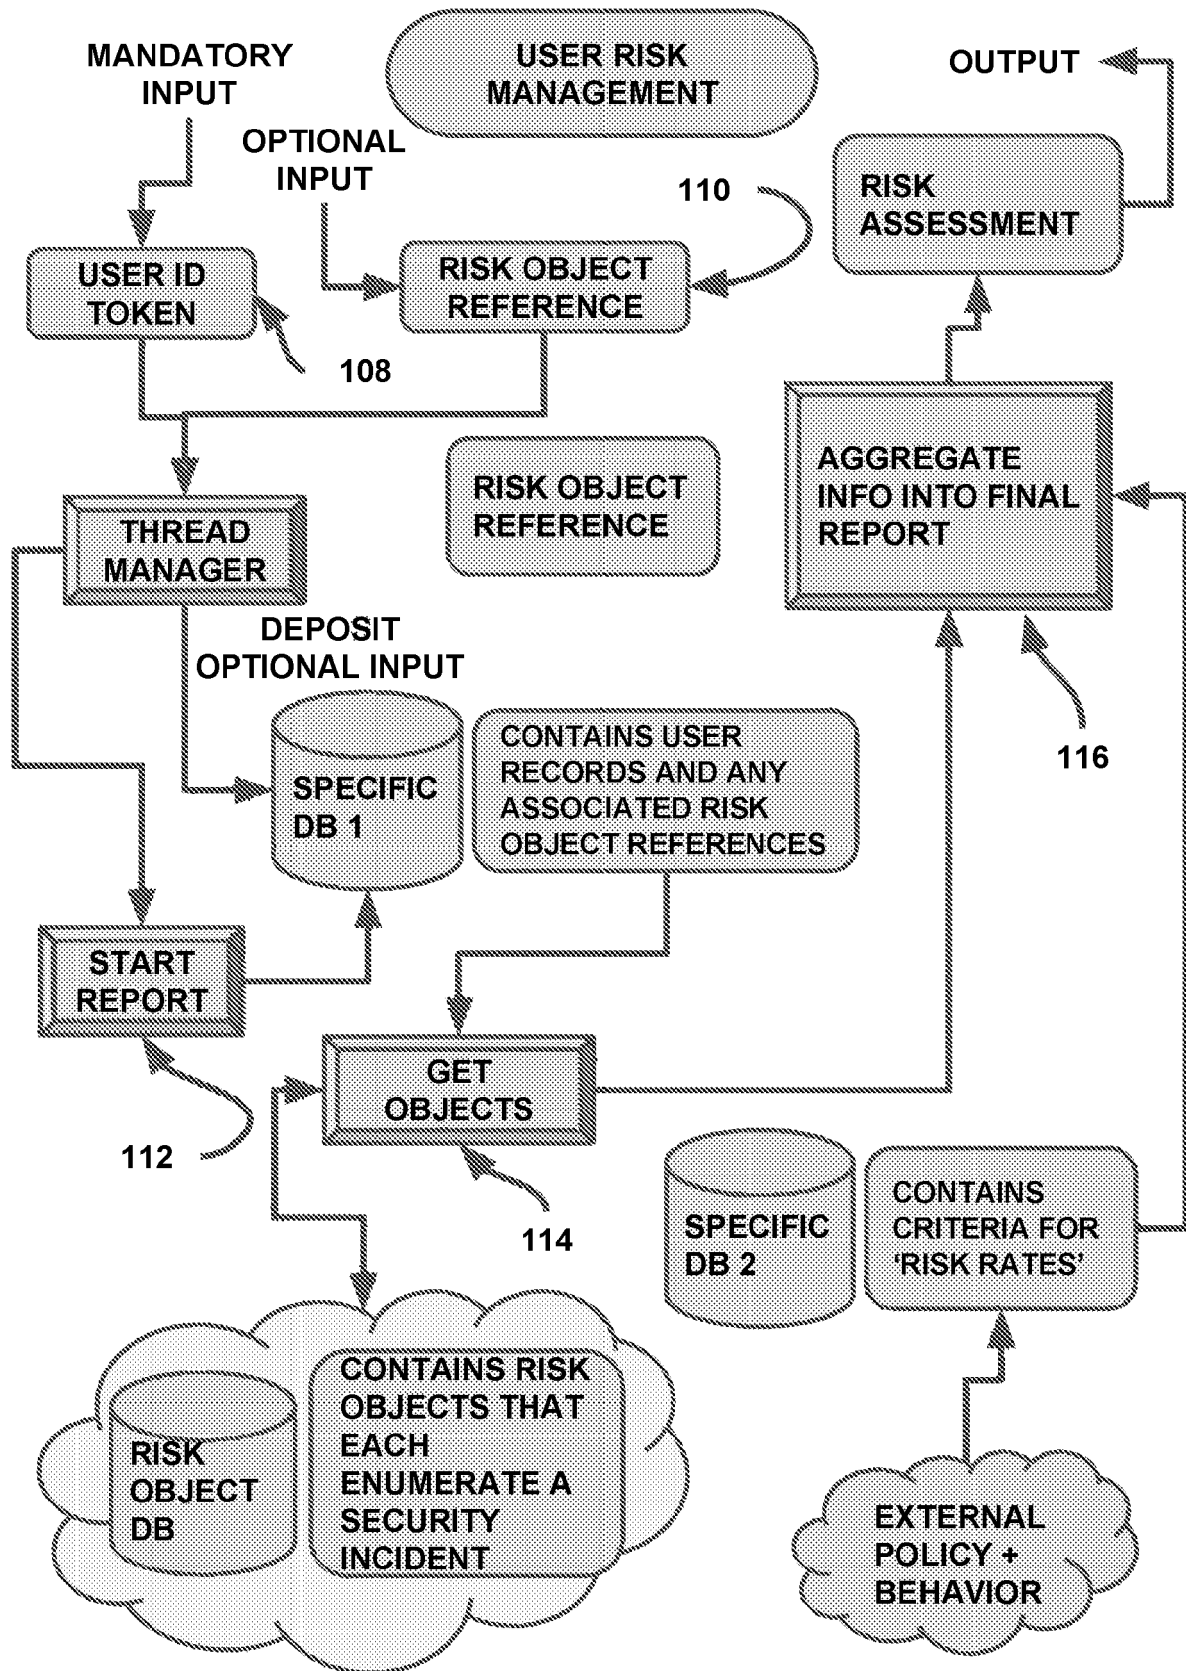 USER RISK
MANAGEMENT
MANDATORY
INPUT
OUTPUT
OPTIONAL
INPUT
110
RISK
ASSESSMENT
USER ID
TOKEN
RISK OBJECT
REFERENCE
108
RISK OBJECT
REFERENCE
AGGREGATE
INFO INTO FINAL
REPORT
THREAD
MANAGER
DEPOSIT
OPTIONAL INPUT
SPECIFIC
DB 1
CONTAINS USER
RECORDS AND ANY
ASSOCIATED RISK
OBJECT REFERENCES
116
START
REPORT
GET
OBJECTS
112
114
SPECIFIC
DB 2
CONTAINS
CRITERIA FOR
‘RISK RATES’
RISK
OBJECT
DB
CONTAINS RISK
OBJECTS THAT
EACH
ENUMERATE A
SECURITY
INCIDENT
EXTERNAL
POLICY +
BEHAVIOR